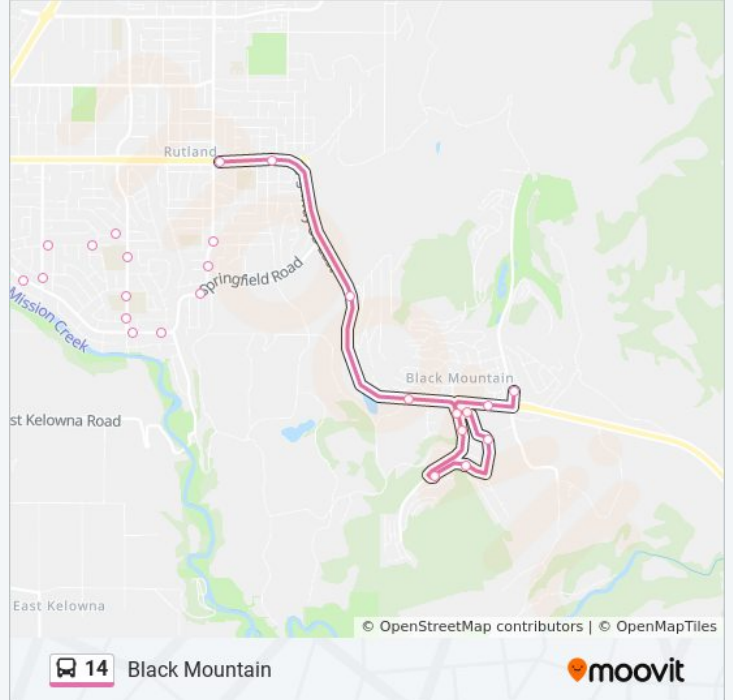 Rutland
Springfield Road
Mission Creek
Black Mountain
st Kelowna Road
East Kelowna
© OpenStreetMap contributors | © OpenMapTiles
14 Black Mountain
moovit